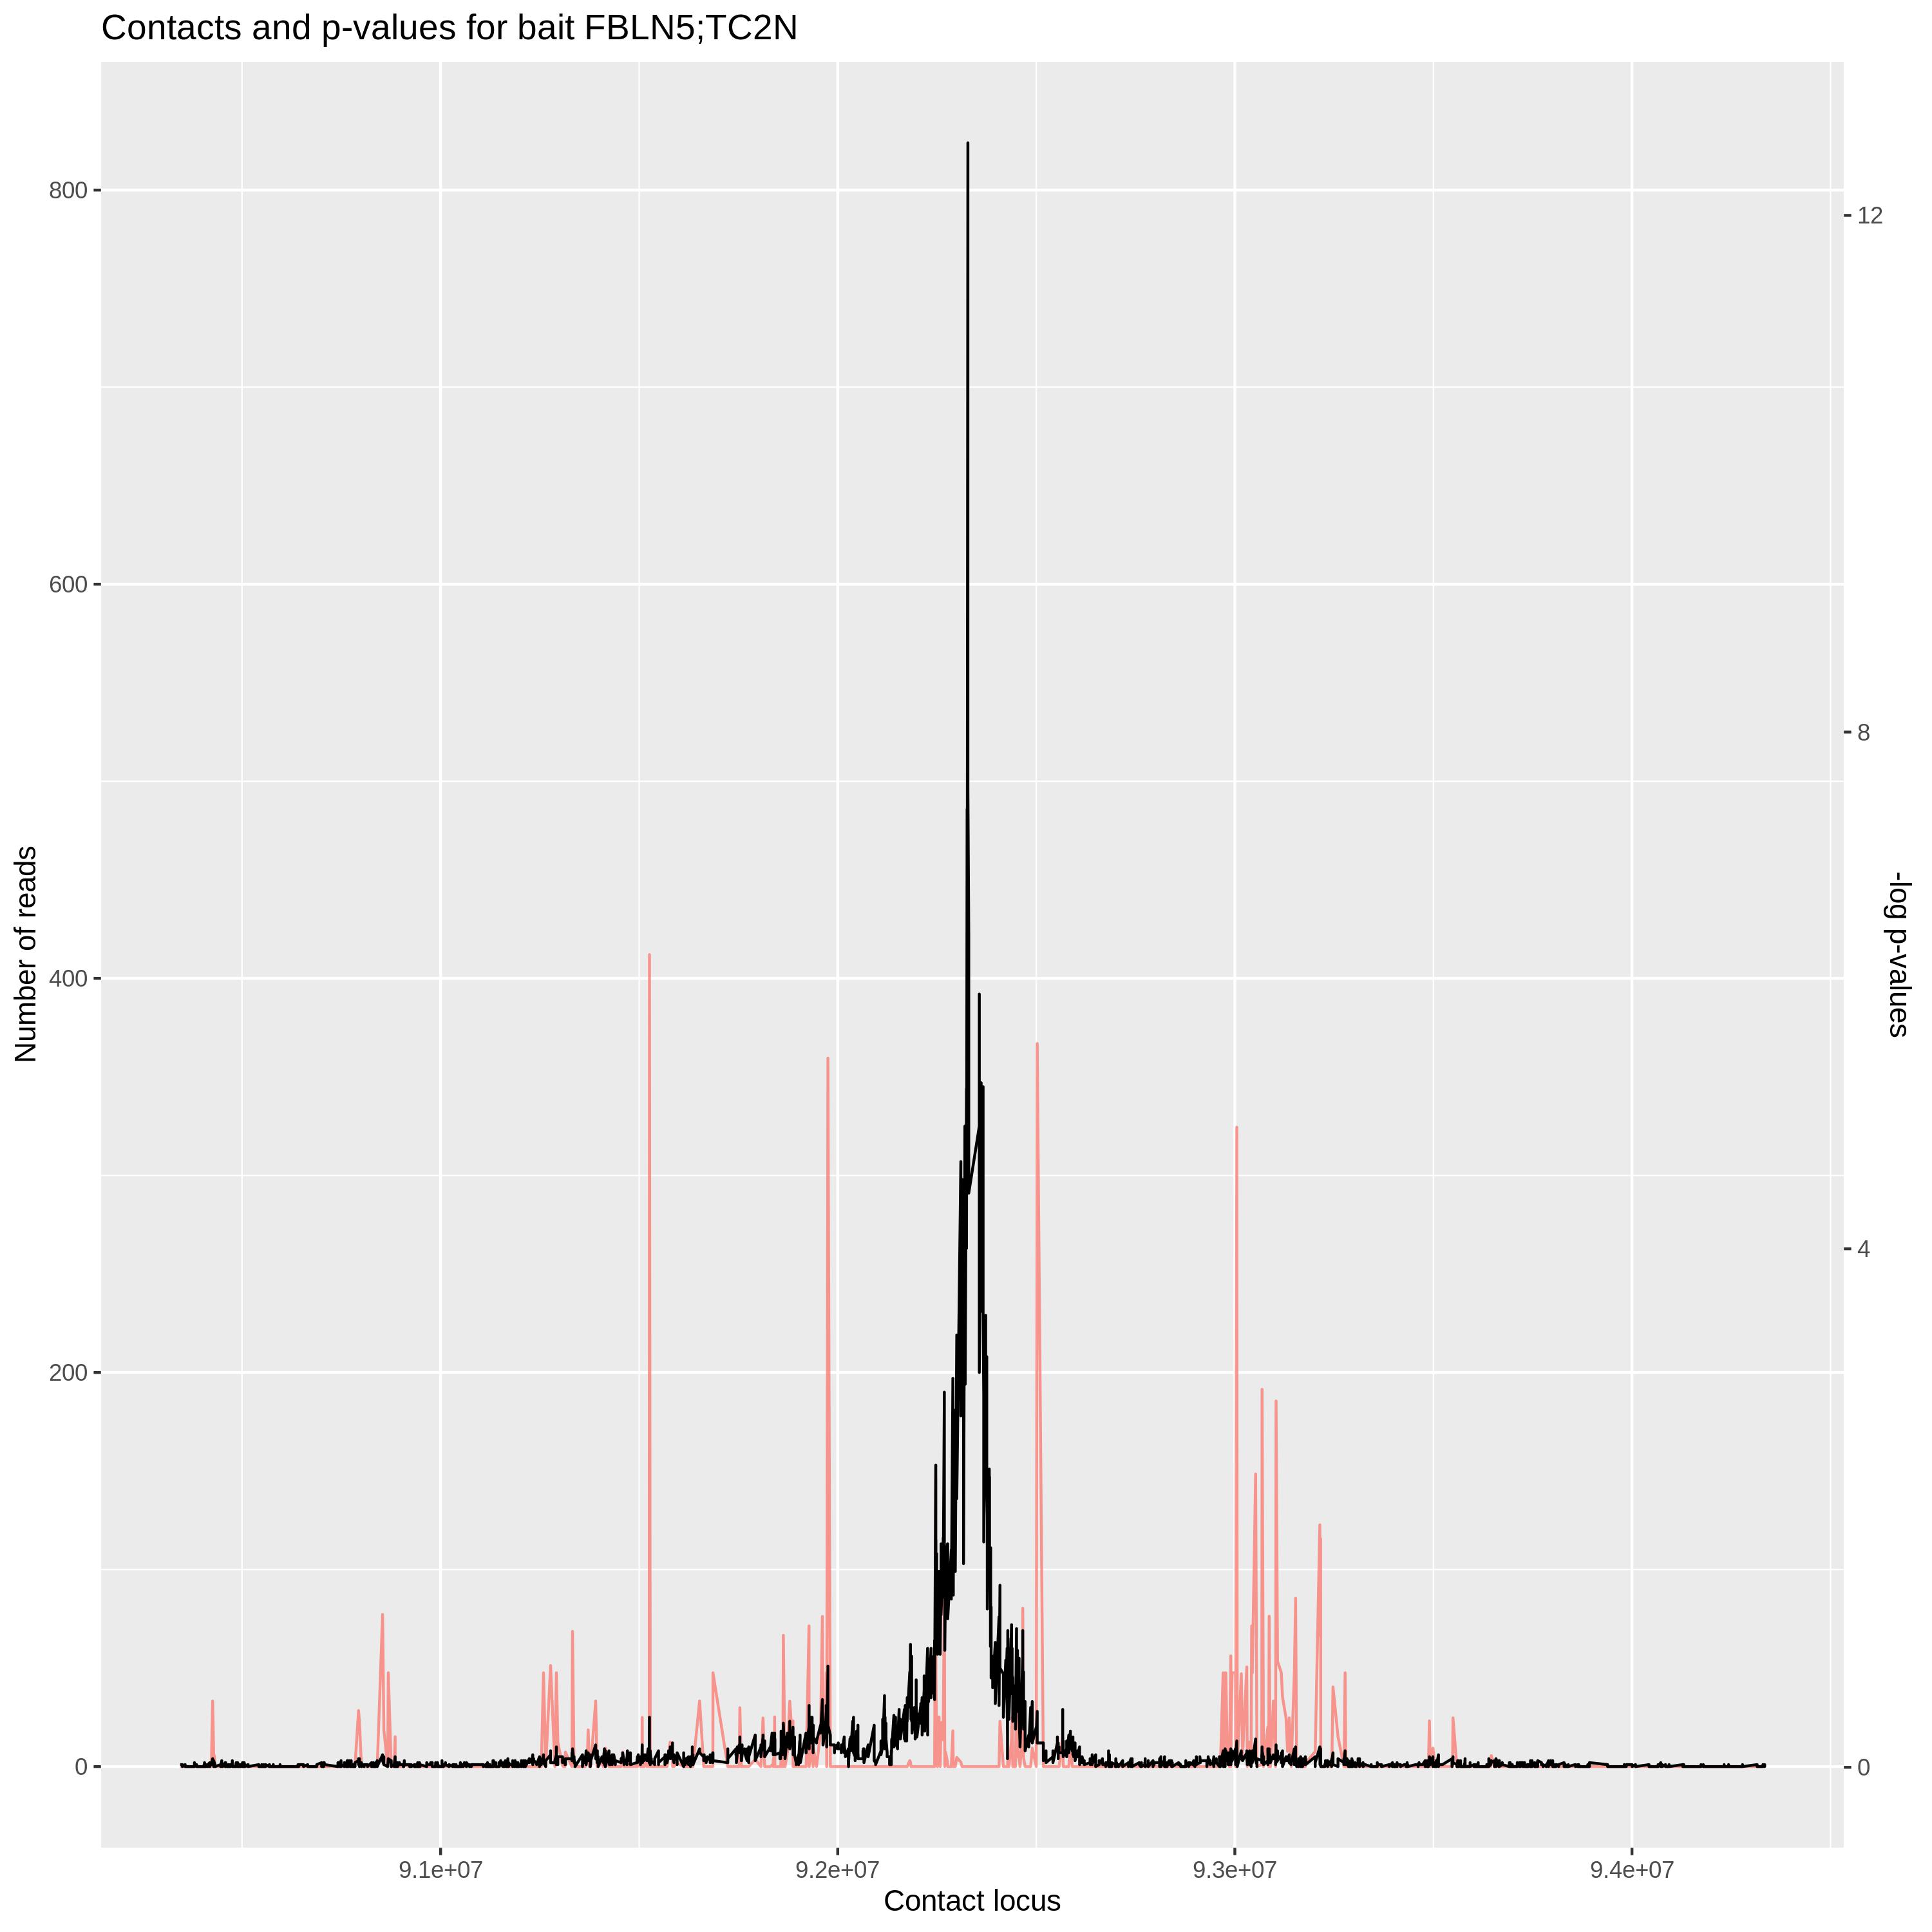 Contacts and p-values for bait FBLN5;TC2N
800
600
400
200
0
12
8
4
0
Number of reads
-log p-values
9.1e+07 9.2e+07 9.3e+07 9.4e+07
Contact locus